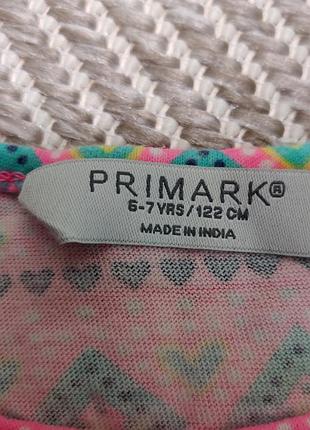 PRIMARK®
6-7 YRS/122 CM
MADE IN INDIA